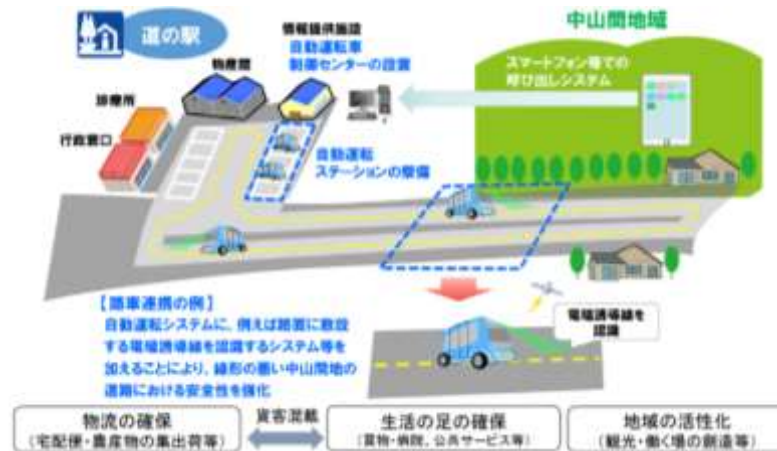 道の駅
情報提供施設
自動運転車
制御センターの設置
中山間地域
スマートフォン等での
呼び出しシステム
物産館
診療所
行政窓口
自動運転
ステーションの整備
【路車連携の例】
自動運転システムに、例えば路面に敷設
する電磁誘導線を認識するシステム等を
加えることにより、線形の悪い中山間地の
道路における安全性を強化
電磁誘導線を
認識
物流の確保
(宅配便・農産物の集出荷等)
貨客混載
生活の足の確保
(買物・病院、公共サービス等)
地域の活性化
(観光・働く場の創造等)